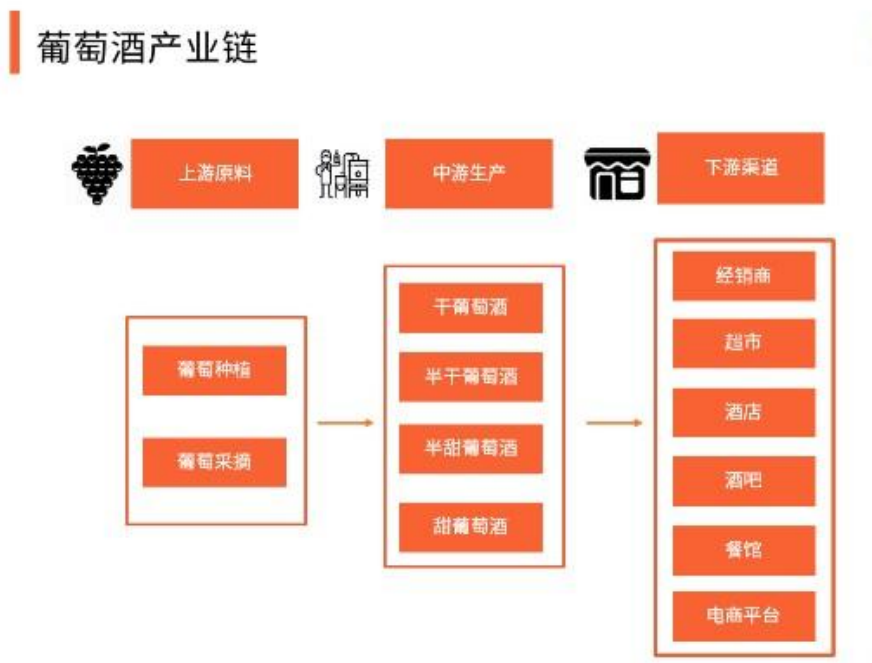 葡萄酒产业链
上游原料
中游生产
下游渠道
葡萄种植
葡萄采摘
干葡萄酒
半干葡萄酒
半甜葡萄酒
甜葡萄酒
经销商
超市
酒店
酒吧
餐馆
电商平台